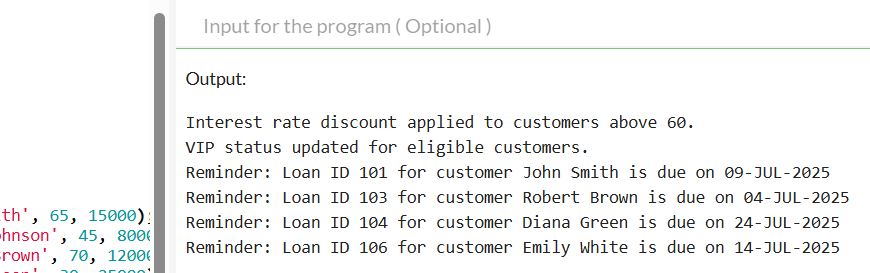 Input for the program ( Optional )
Output:
Interest rate discount applied to customers above 60.
VIP status updated for eligible customers.
Reminder: Loan ID 101 for customer John Smith is due on 09-JUL-2025
Reminder: Loan ID 103 for customer Robert Brown is due on 04-JUL-2025
Reminder: Loan ID 104 for customer Diana Green is due on 24-JUL-2025
Reminder: Loan ID 106 for customer Emily White is due on 14-JUL-2025
ith', 65, 15000);
ohnson', 45, 8000
rown', 70, 12000